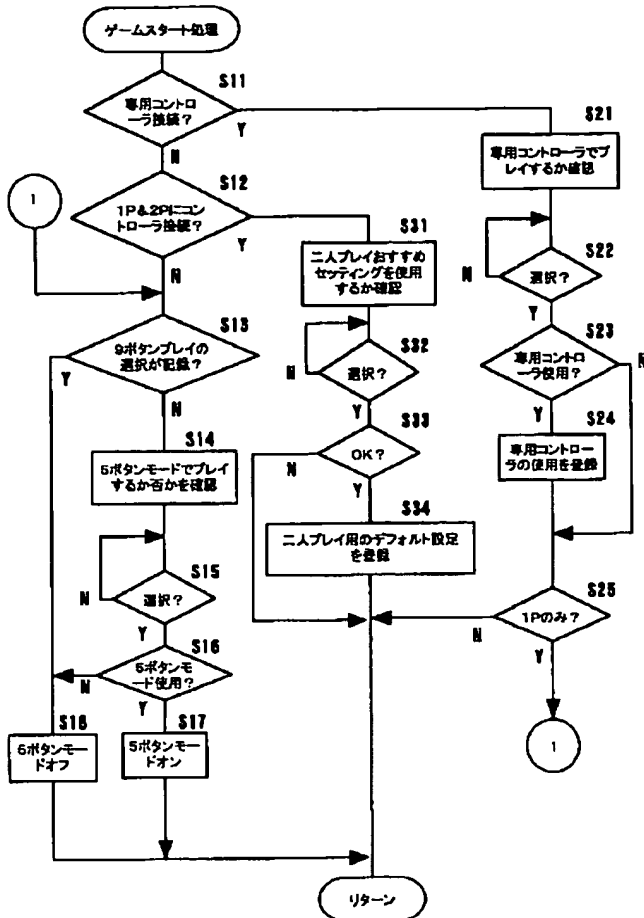 ゲームスタート処理
S11
専用コントロ
ーラ接続？
Y
N
S12
1P＆2Pにコン
トローラ接続？
Y
N
1
S13
9ボタンプレイの
選択が記録？
Y
N
S14
5ボタンモードでプレイ
するか否かを確認
S15
選択？
N
Y
S16
5ボタンモ
ード使用？
N
Y
S18
5ボタンモー
ドオフ
S17
5ボタンモー
ドオン
S31
二人プレイおすすめ
セッティングを使用
するか確認
S32
選択？
N
Y
S33
OK？
N
Y
S34
二人プレイ用のデフォルト設定
を登録
S21
専用コントローラでプ
レイするか確認
S22
選択？
N
Y
S23
専用コントロ
ーラ使用？
N
Y
S24
専用コントロー
ラの使用を登録
S25
1Pのみ？
N
Y
1
リターン